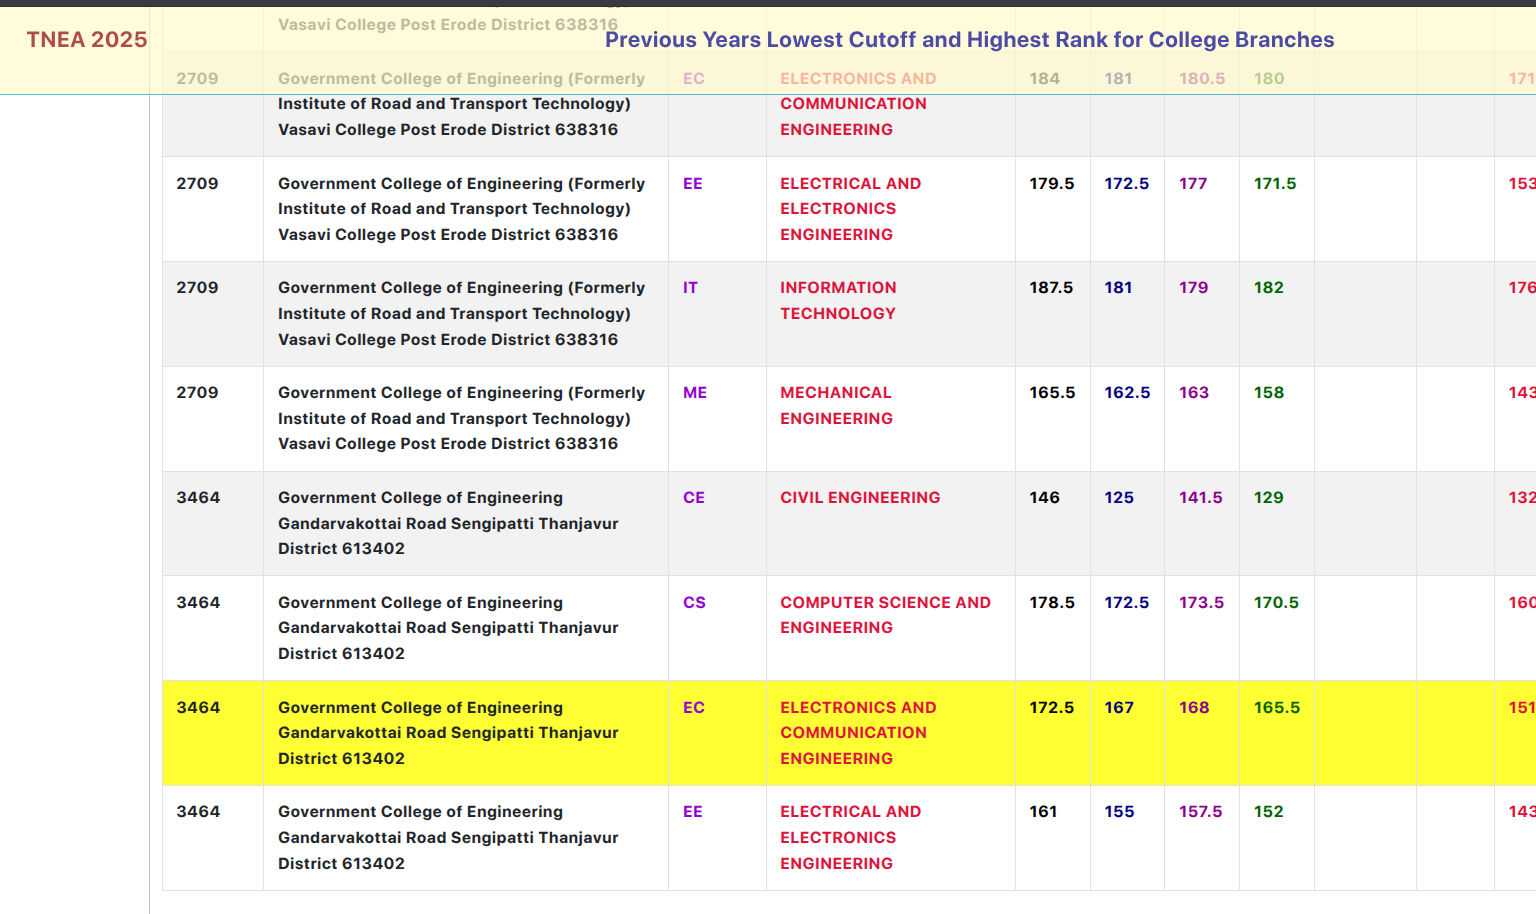 Vasavi College Post Erode District 638316
TNEA 2025
Previous Years Lowest Cutoff and Highest Rank for College Branches
2709 Government College of Engineering (Formerly EC ELECTRONICS AND 184 181 180.5 180 171
Institute of Road and Transport Technology) COMMUNICATION
Vasavi College Post Erode District 638316 ENGINEERING
2709 Government College of Engineering (Formerly EE ELECTRICAL AND 179.5 172.5 177 171.5 153
Institute of Road and Transport Technology) ELECTRONICS
Vasavi College Post Erode District 638316 ENGINEERING
2709 Government College of Engineering (Formerly IT INFORMATION 187.5 181 179 182 176
Institute of Road and Transport Technology) TECHNOLOGY
Vasavi College Post Erode District 638316
2709 Government College of Engineering (Formerly ME MECHANICAL 165.5 162.5 163 158 143
Institute of Road and Transport Technology) ENGINEERING
Vasavi College Post Erode District 638316
3464 Government College of Engineering CE CIVIL ENGINEERING 146 125 141.5 129 132
Gandarvakottai Road Sengipatti Thanjavur
District 613402
3464 Government College of Engineering CS COMPUTER SCIENCE AND 178.5 172.5 173.5 170.5 160
Gandarvakottai Road Sengipatti Thanjavur ENGINEERING
District 613402
3464 Government College of Engineering EC ELECTRONICS AND 172.5 167 168 165.5 151
Gandarvakottai Road Sengipatti Thanjavur COMMUNICATION
District 613402 ENGINEERING
3464 Government College of Engineering EE ELECTRICAL AND 161 155 157.5 152 143
Gandarvakottai Road Sengipatti Thanjavur ELECTRONICS
District 613402 ENGINEERING